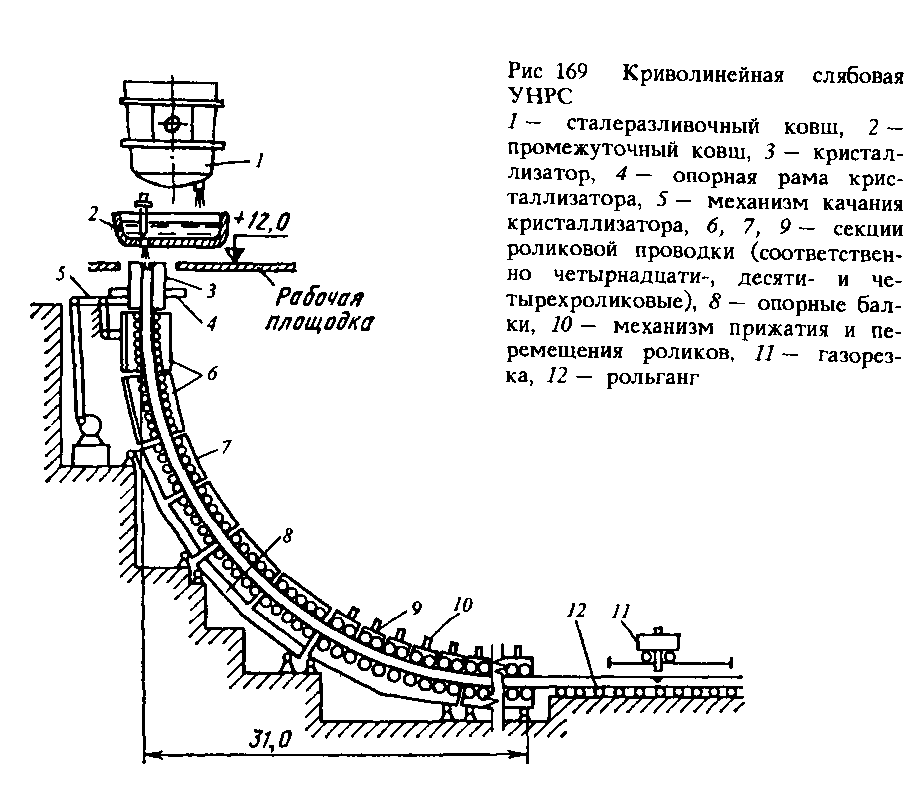 Рис 169 Криволинейная слябовая
УНРС
1 — сталеразливочный ковш, 2 —
промежуточный ковш, 3 — кристал-
лизатор, 4 — опорная рама крис-
таллизатора, 5 — механизм качания
кристаллизатора, 6, 7, 9 — секции
роликовой проводки (соответствен-
но четырнадцати-, десяти- и че-
тырехроликовые), 8 — опорные бал-
ки, 10 — механизм прижатия и пе-
ремещения роликов, 11 — газорез-
ка, 12 — рольганг
1
2
+12,0
5
3
Рабочая
площадка
4
6
7
8
9
10
12
11
31,0